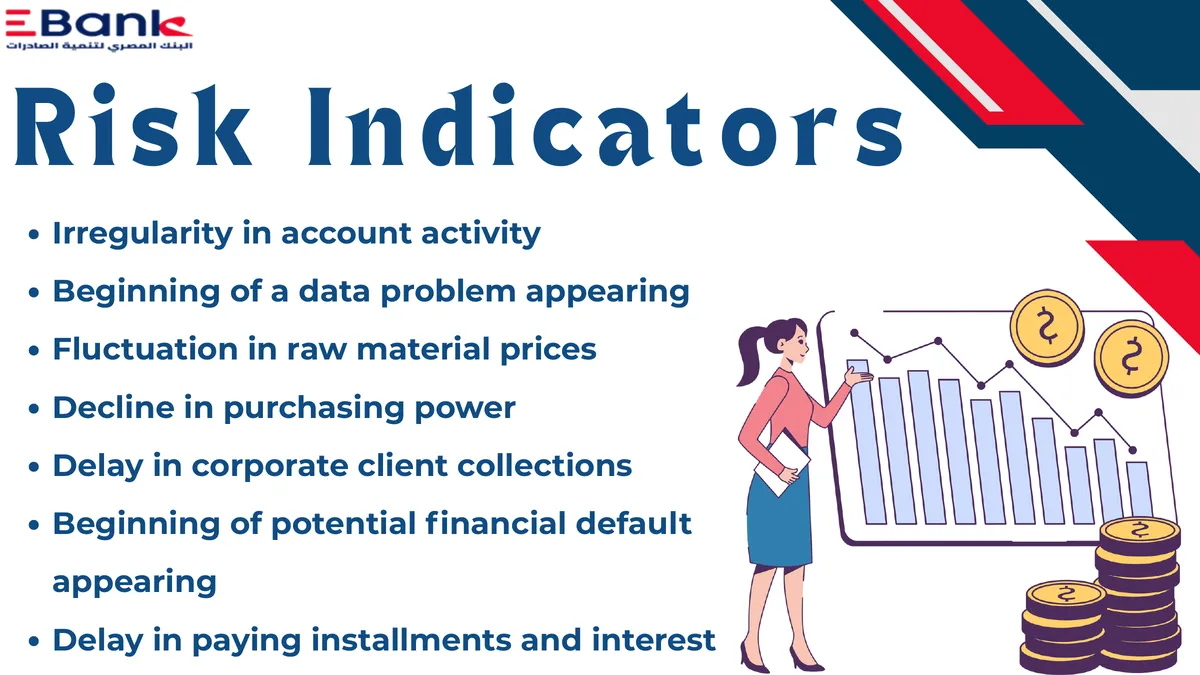 EBank
البنك المصري لتنمية الصادرات
Risk Indicators
• Irregularity in account activity
• Beginning of a data problem appearing
• Fluctuation in raw material prices
• Decline in purchasing power
• Delay in corporate client collections
• Beginning of potential financial default
appearing
• Delay in paying installments and interest
$
$
$
$